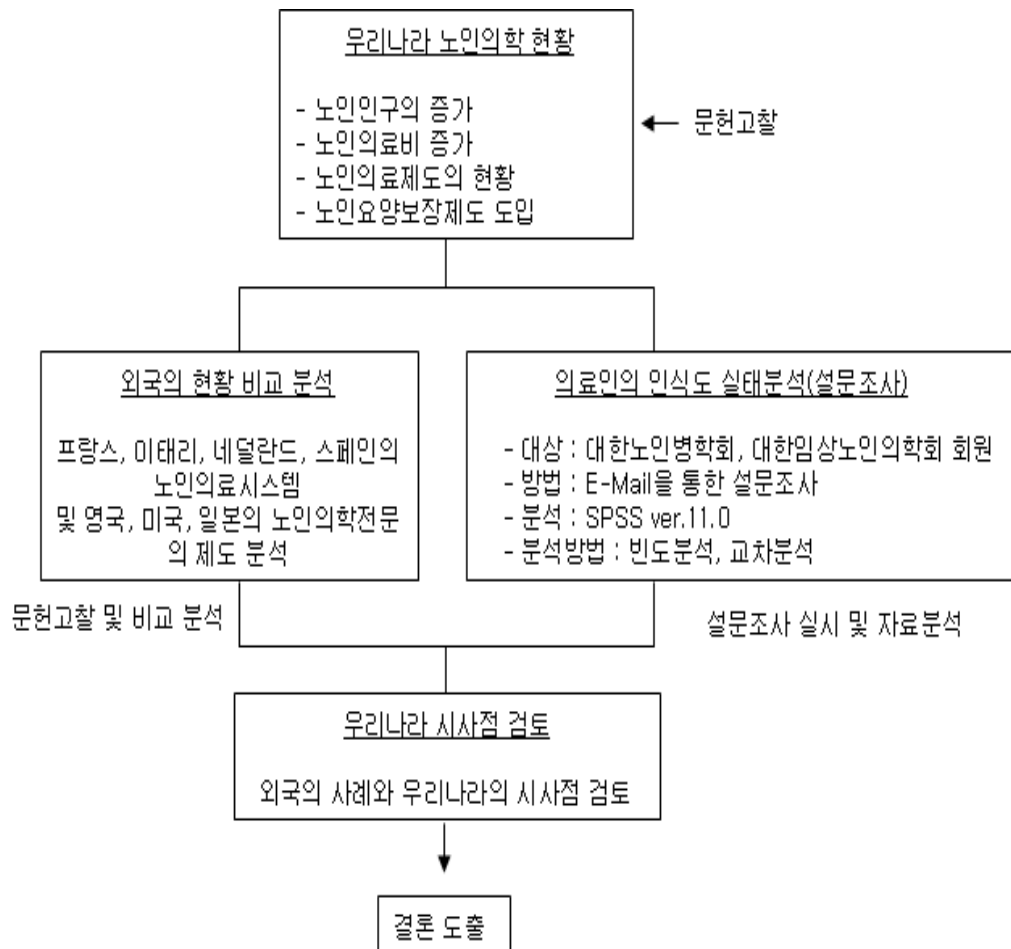 우리나라 노인의학 현황
- 노인인구의 증가
- 노인의료비 증가
- 노인의료제도의 현황
- 노인요양보장제도 도입
문헌고찰
외국의 현황 비교 분석
프랑스, 이태리, 네덜란드, 스페인의
노인의료시스템
및 영국, 미국, 일본의 노인의학전문
의 제도 분석
의료인의 인식도 실태분석(설문조사)
- 대상 : 대한노인병학회, 대한임상노인의학회 회원
- 방법 : E-Mail을 통한 설문조사
- 분석 : SPSS ver.11.0
- 분석방법 : 빈도분석, 교차분석
문헌고찰 및 비교 분석
설문조사 실시 및 자료분석
우리나라 시사점 검토
외국의 사례와 우리나라의 시사점 검토
결론 도출